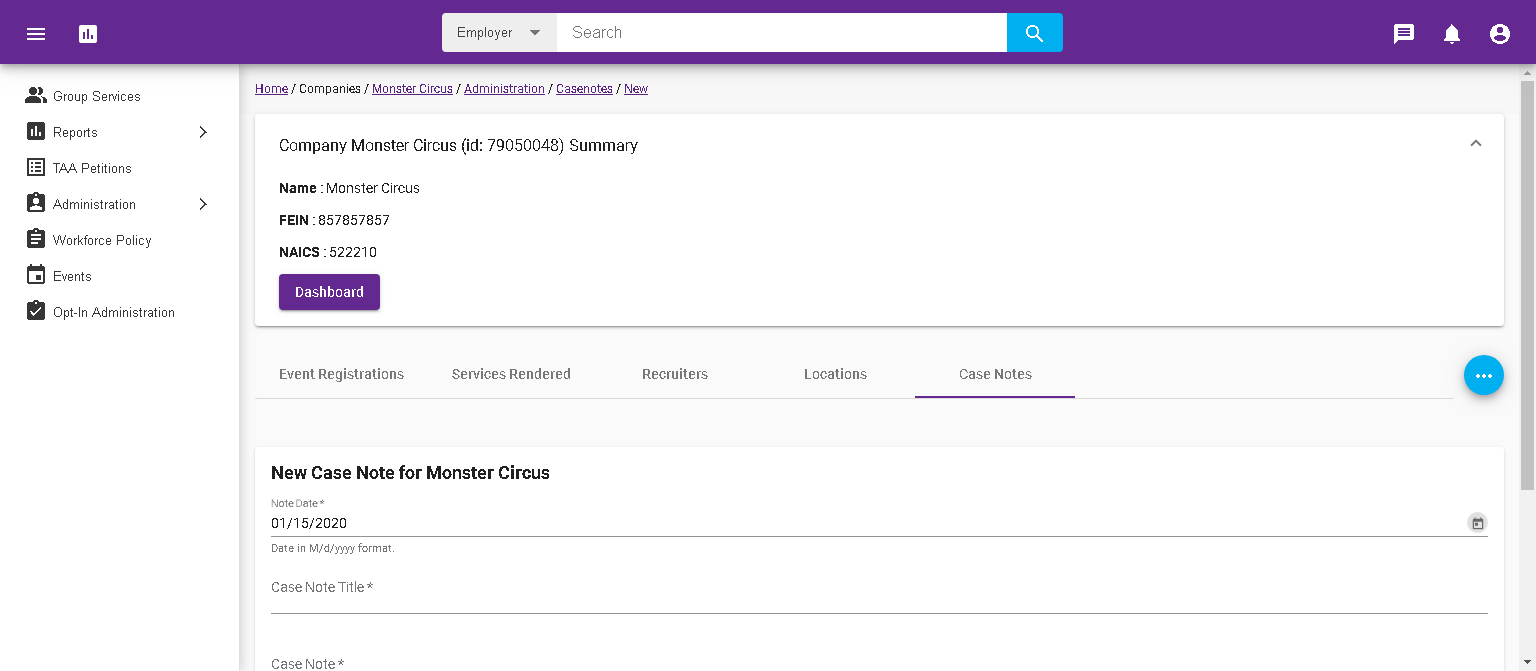 Employer Search
Group Services
Reports
TAA Petitions
Administration
Workforce Policy
Events
Opt-In Administration
Home / Companies / Monster Circus / Administration / Casenotes / New
Company Monster Circus (id: 79050048) Summary
Name : Monster Circus
FEIN : 857857857
NAICS : 522210
Dashboard
Event Registrations Services Rendered Recruiters Locations Case Notes
New Case Note for Monster Circus
Note Date *
01/15/2020
Date in M/d/yyyy format.
Case Note Title *
Case Note *